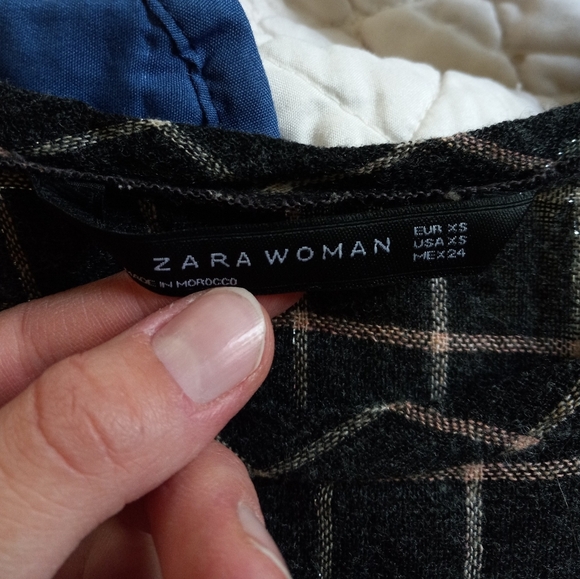 ZARA WOMAN
EUR XS
USA XS
MEX 24
IN MOROCCO